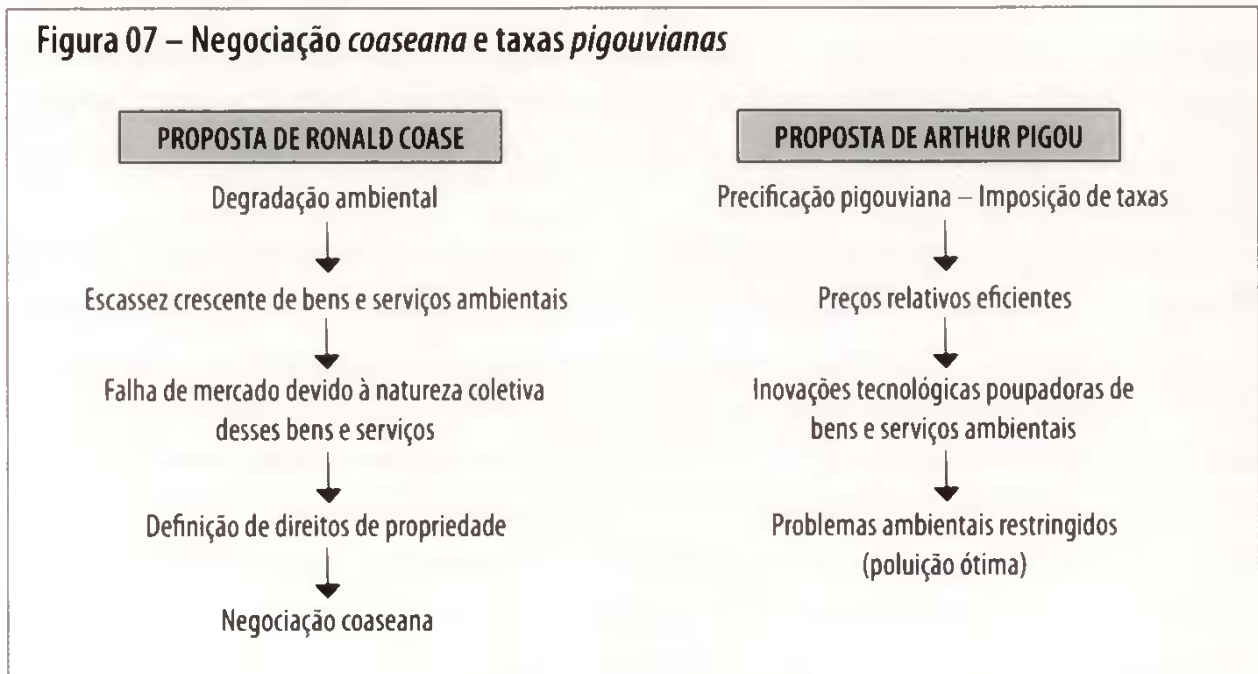 Figura 07 – Negociação coaseana e taxas pigouvianas
PROPOSTA DE RONALD COASE
Degradação ambiental
Escassez crescente de bens e serviços ambientais
Falha de mercado devido à natureza coletiva
desses bens e serviços
Definição de direitos de propriedade
Negociação coaseana
PROPOSTA DE ARTHUR PIGOU
Precificação pigouviana – Imposição de taxas
Preços relativos eficientes
Inovações tecnológicas poupadoras de
bens e serviços ambientais
Problemas ambientais restringidos
(poluição ótima)